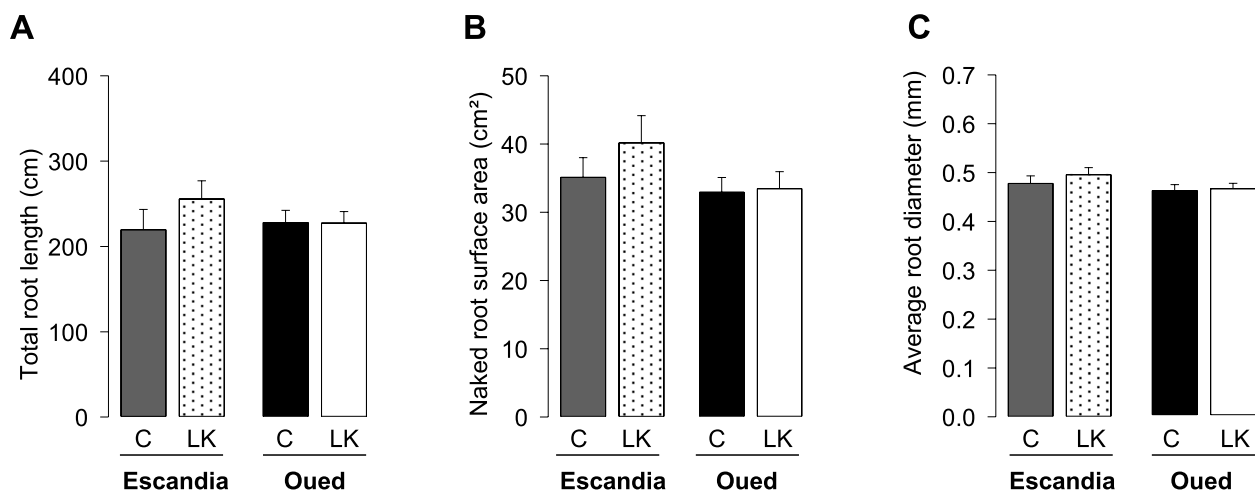 A
Total root length (cm)
400
300
200
100
0
C LK C LK
Escandia Oued
B
Naked root surface area (cm²)
50
40
30
20
10
0
C LK C LK
Escandia Oued
C
Average root diameter (mm)
0.7
0.6
0.5
0.4
0.3
0.2
0.1
0.0
C LK C LK
Escandia Oued